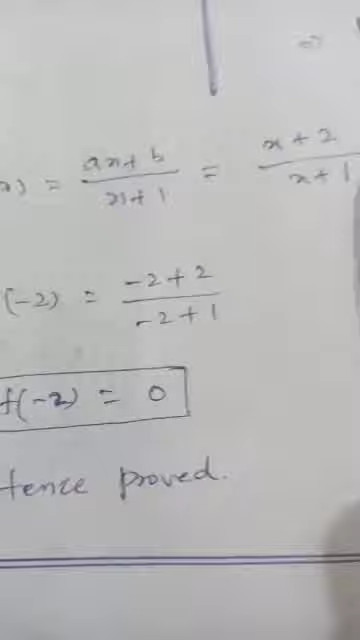 x) = (ax + b)/(x + 1) = (x + 2)/(x + 1
(-2) = (-2 + 2)/(-2 + 1)
f(-2) = 0
Hence proved.